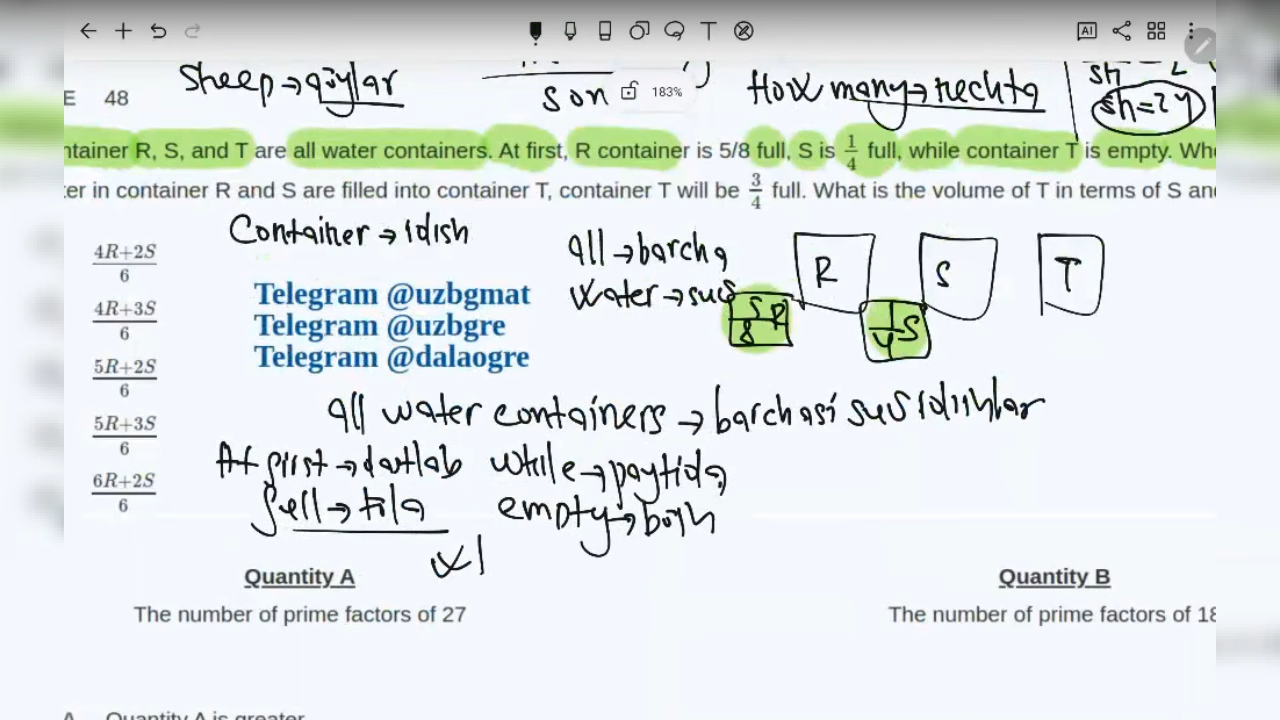 AI
Sheep→qo'ylar
son
183%
How many→nechta
sh=2y
E 48
ntainer R, S, and T are all water containers. At first, R container is 5/8 full, S is 1/4 full, while container T is empty. Whe
ter in container R and S are filled into container T, container T will be 3/4 full. What is the volume of T in terms of S and
Container→idish
all→barcha
water→suv
R
S
T
5/8 R
1/4 S
4R+2S/6
4R+3S/6
5R+2S/6
5R+3S/6
6R+2S/6
Telegram @uzbgmat
Telegram @uzbgre
Telegram @dalaogre
all water containers→barchasi suv idishlar
At first→dastlab
while→paytida
full→to'la
empty→bo'sh
Quantity A
Quantity B
The number of prime factors of 27
The number of prime factors of 18
A Quantity A is greater